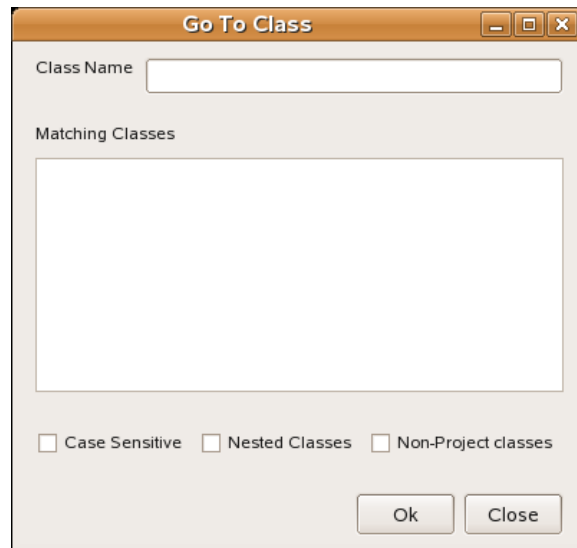 Go To Class
Class Name
Matching Classes
Case Sensitive Nested Classes Non-Project classes
Ok Close